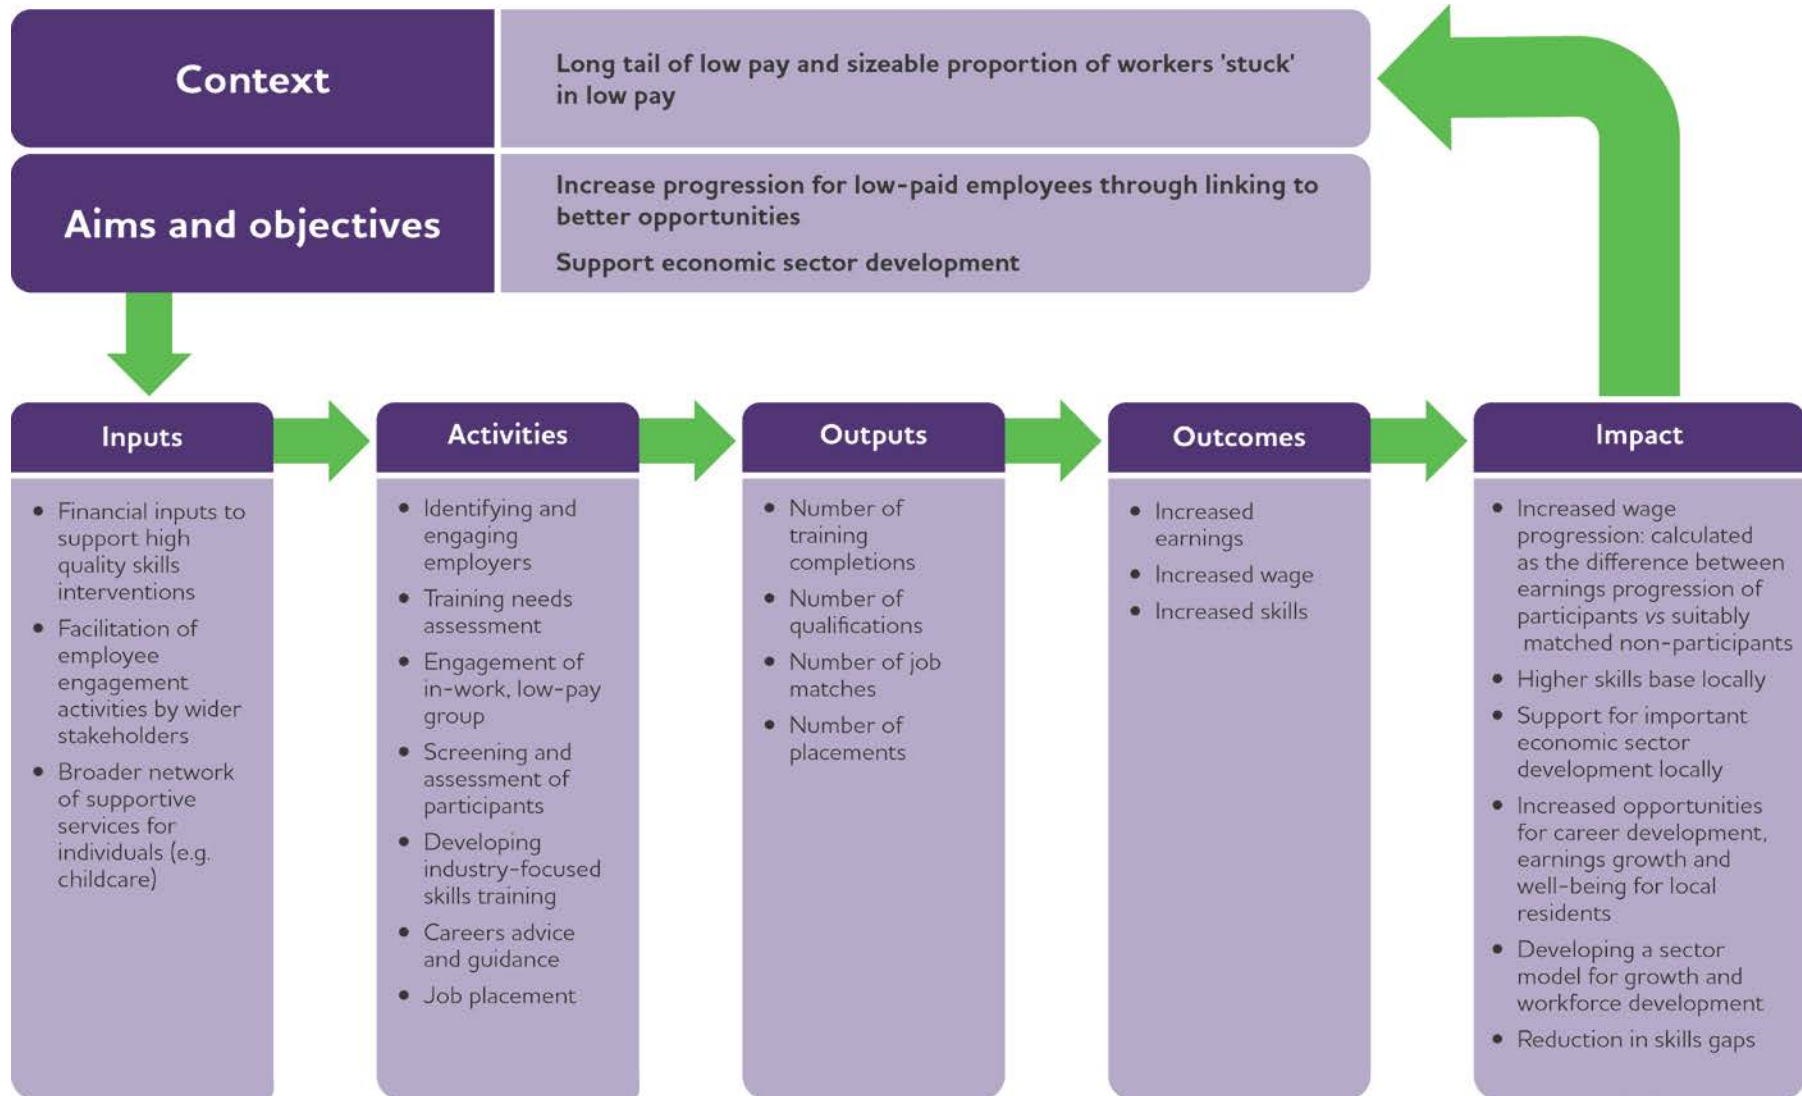 Context
Long tail of low pay and sizeable proportion of workers 'stuck'
in low pay
Aims and objectives
Increase progression for low-paid employees through linking to
better opportunities
Support economic sector development
Inputs
• Financial inputs to
support high
quality skills
interventions
• Facilitation of
employee
engagement
activities by wider
stakeholders
• Broader network
of supportive
services for
individuals (e.g.
childcare)
Activities
• Identifying and
engaging
employers
• Training needs
assessment
• Engagement of
in-work, low-pay
group
• Screening and
assessment of
participants
• Developing
industry-focused
skills training
• Careers advice
and guidance
• Job placement
Outputs
• Number of
training
completions
• Number of
qualifications
• Number of job
matches
• Number of
placements
Outcomes
• Increased
earnings
• Increased wage
• Increased skills
Impact
• Increased wage
progression: calculated
as the difference between
earnings progression of
participants vs suitably
matched non-participants
• Higher skills base locally
• Support for important
economic sector
development locally
• Increased opportunities
for career development,
earnings growth and
well-being for local
residents
• Developing a sector
model for growth and
workforce development
• Reduction in skills gaps